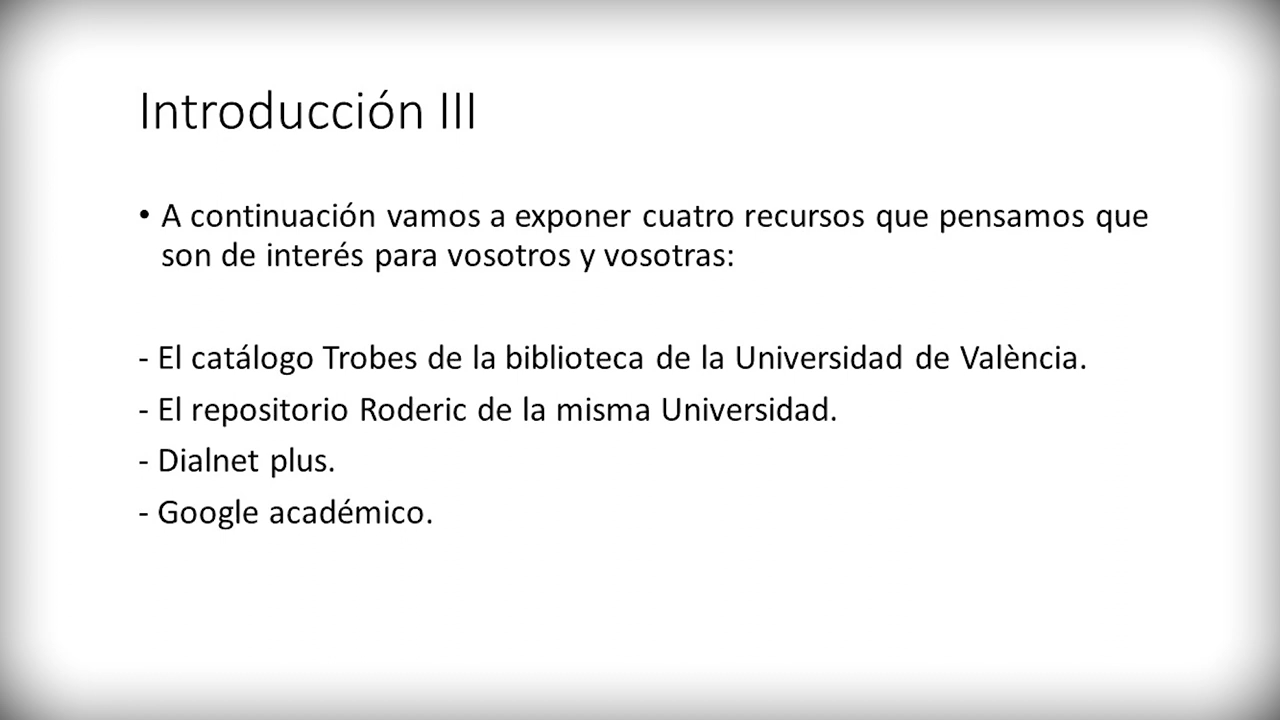 Introducción III
• A continuación vamos a exponer cuatro recursos que pensamos que
son de interés para vosotros y vosotras:
- El catálogo Trobes de la biblioteca de la Universidad de València.
- El repositorio Roderic de la misma Universidad.
- Dialnet plus.
- Google académico.